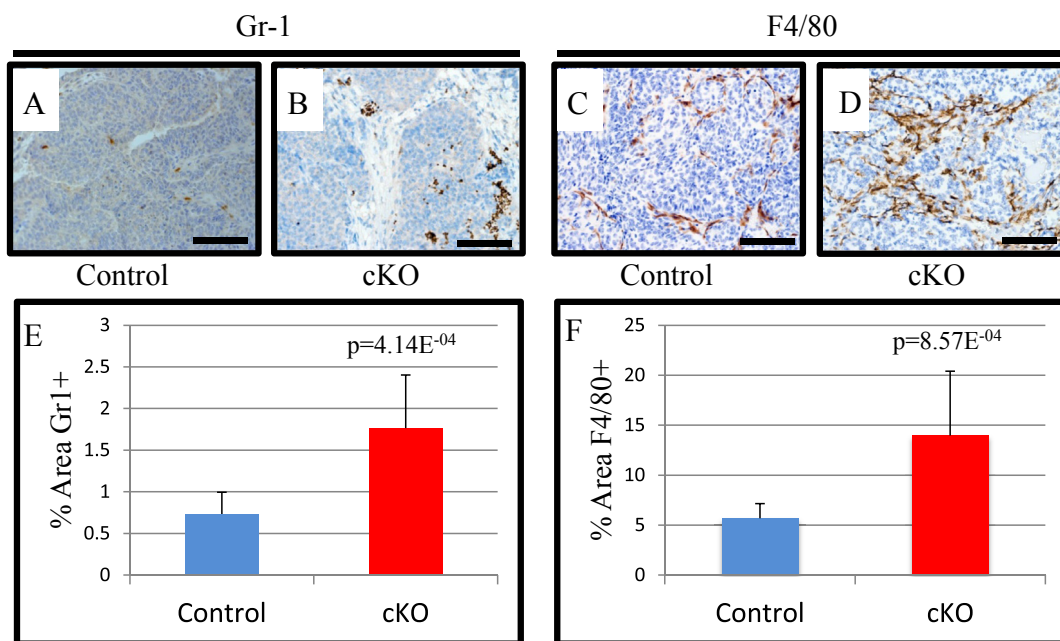 Gr-1
F4/80
A
B
C
D
Control
cKO
Control
cKO
E
% Area Gr1+
3
2.5
2
1.5
1
0.5
0
p=4.14E-04
Control
cKO
F
% Area F4/80+
25
20
15
10
5
0
p=8.57E-04
Control
cKO